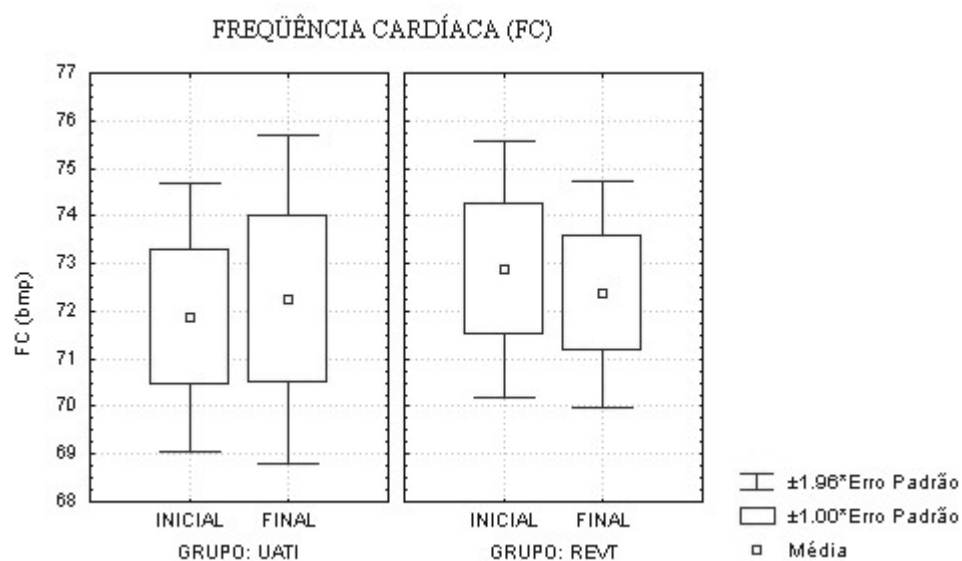 FREQÜÊNCIA CARDÍACA (FC)
77
76
75
74
73
72
71
70
69
68
FC (bmp)
INICIAL FINAL INICIAL FINAL
GRUPO: UATI GRUPO: REVT
±1.96*Erro Padrão
±1.00*Erro Padrão
Média